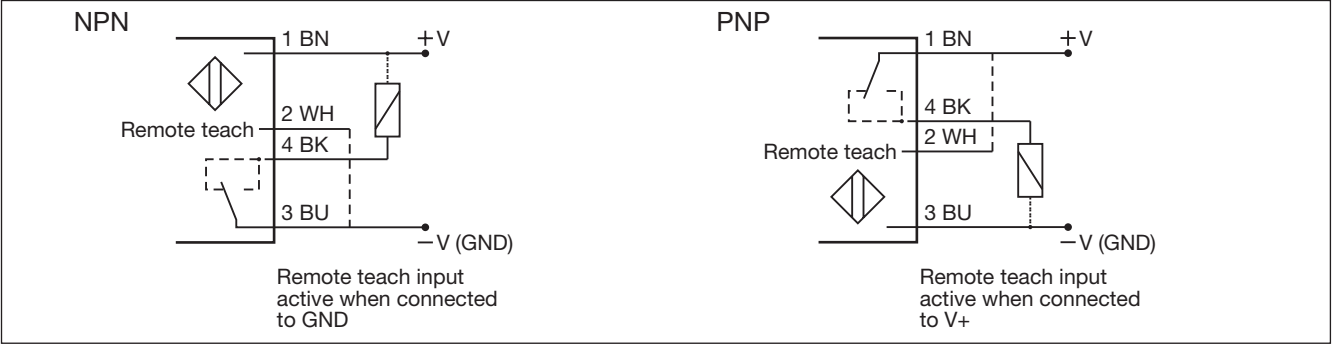 NPN
1 BN
+V
2 WH
Remote teach
4 BK
3 BU
–V (GND)
Remote teach input
active when connected
to GND
PNP
1 BN
+V
4 BK
2 WH
Remote teach
3 BU
–V (GND)
Remote teach input
active when connected
to V+